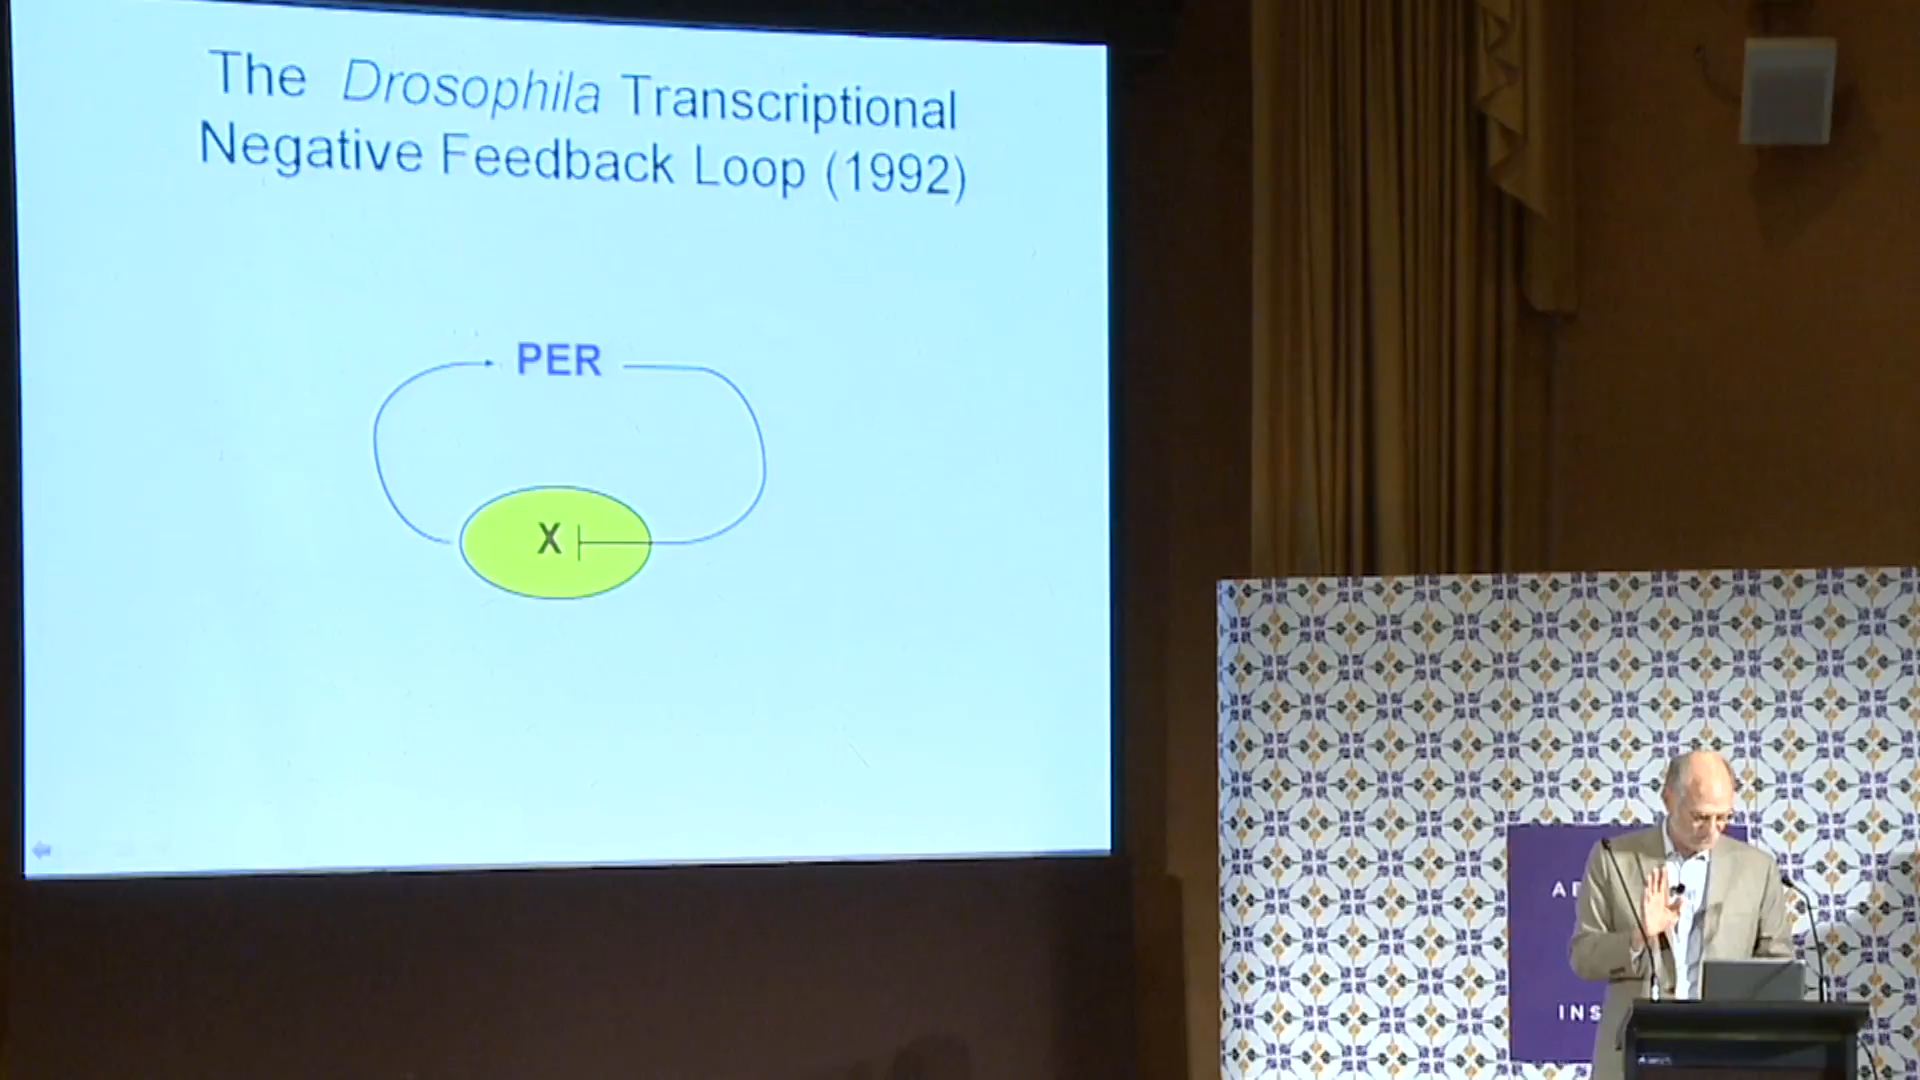 The Drosophila Transcriptional
Negative Feedback Loop (1992)
PER
X